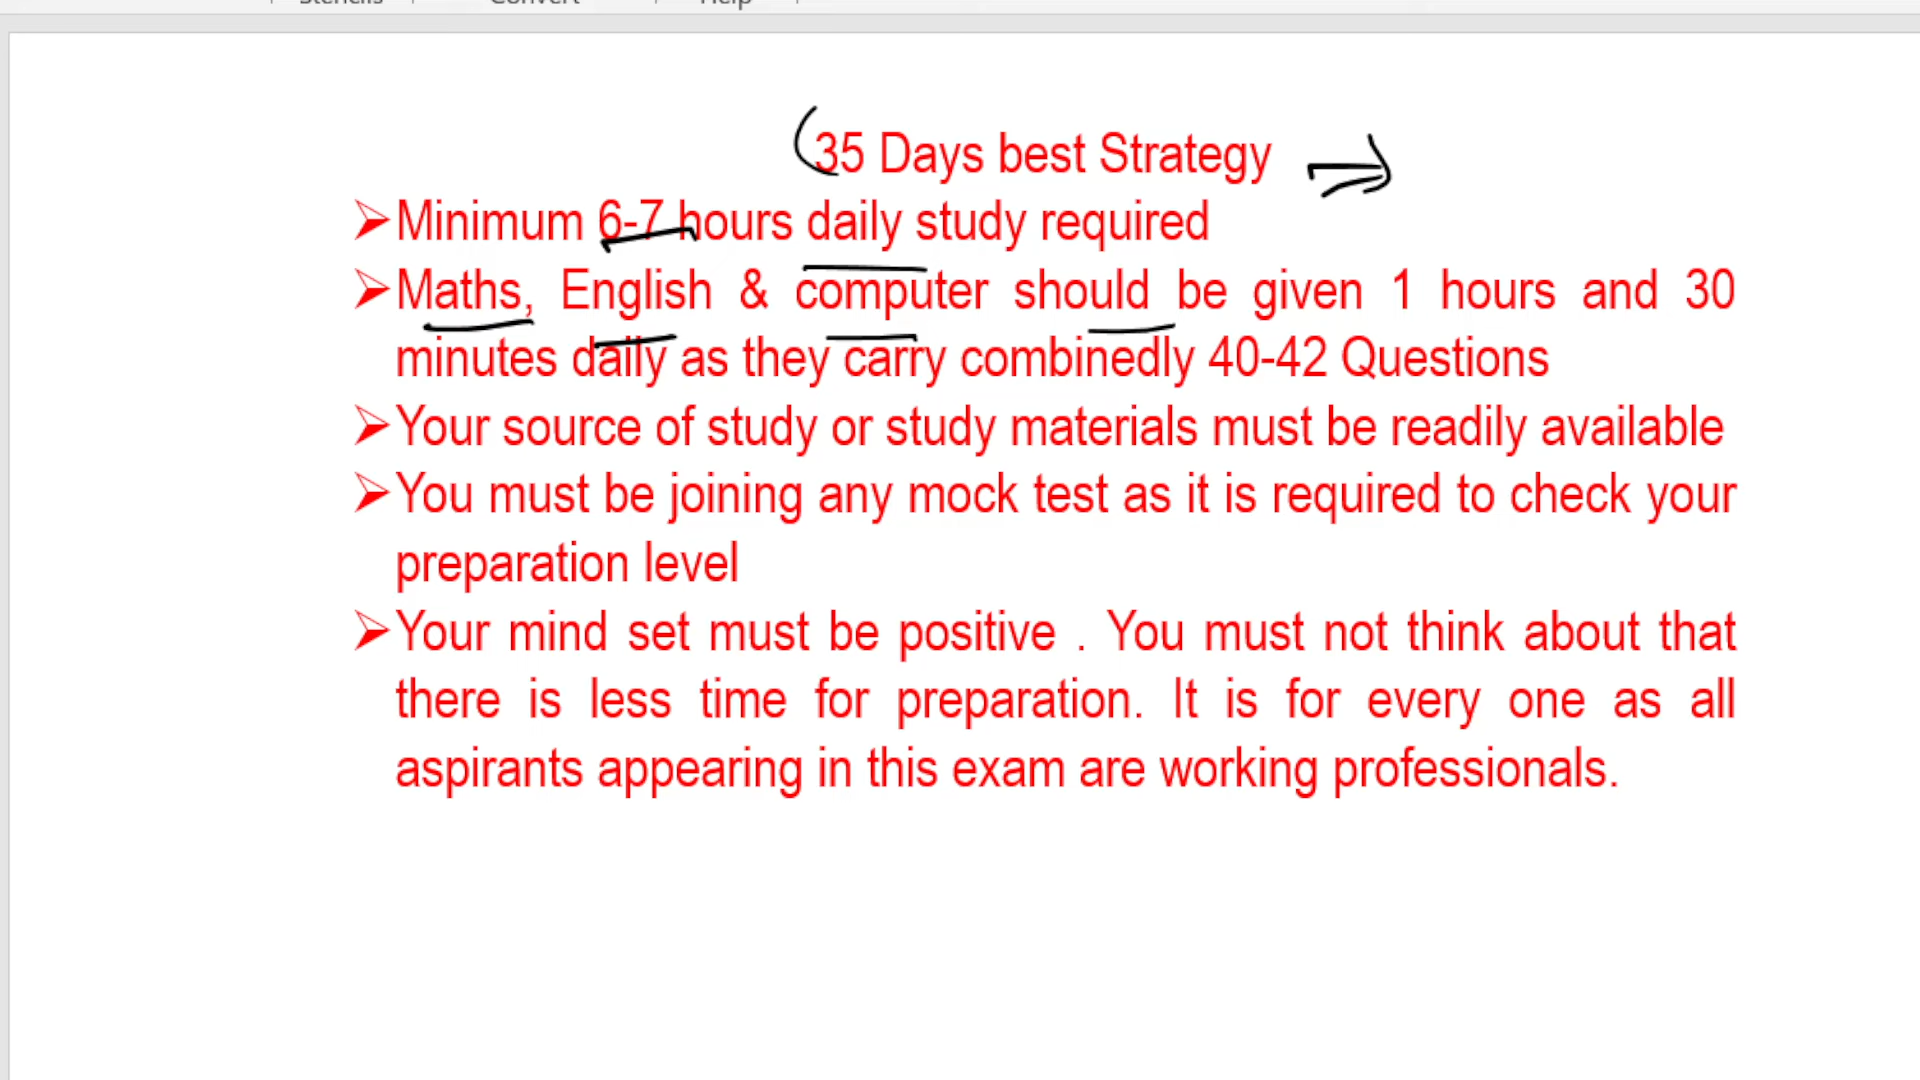 Stencils Convert Help
35 Days best Strategy
➢Minimum 6-7 hours daily study required
➢Maths, English & computer should be given 1 hours and 30
minutes daily as they carry combinedly 40-42 Questions
➢Your source of study or study materials must be readily available
➢You must be joining any mock test as it is required to check your
preparation level
➢Your mind set must be positive . You must not think about that
there is less time for preparation. It is for every one as all
aspirants appearing in this exam are working professionals.